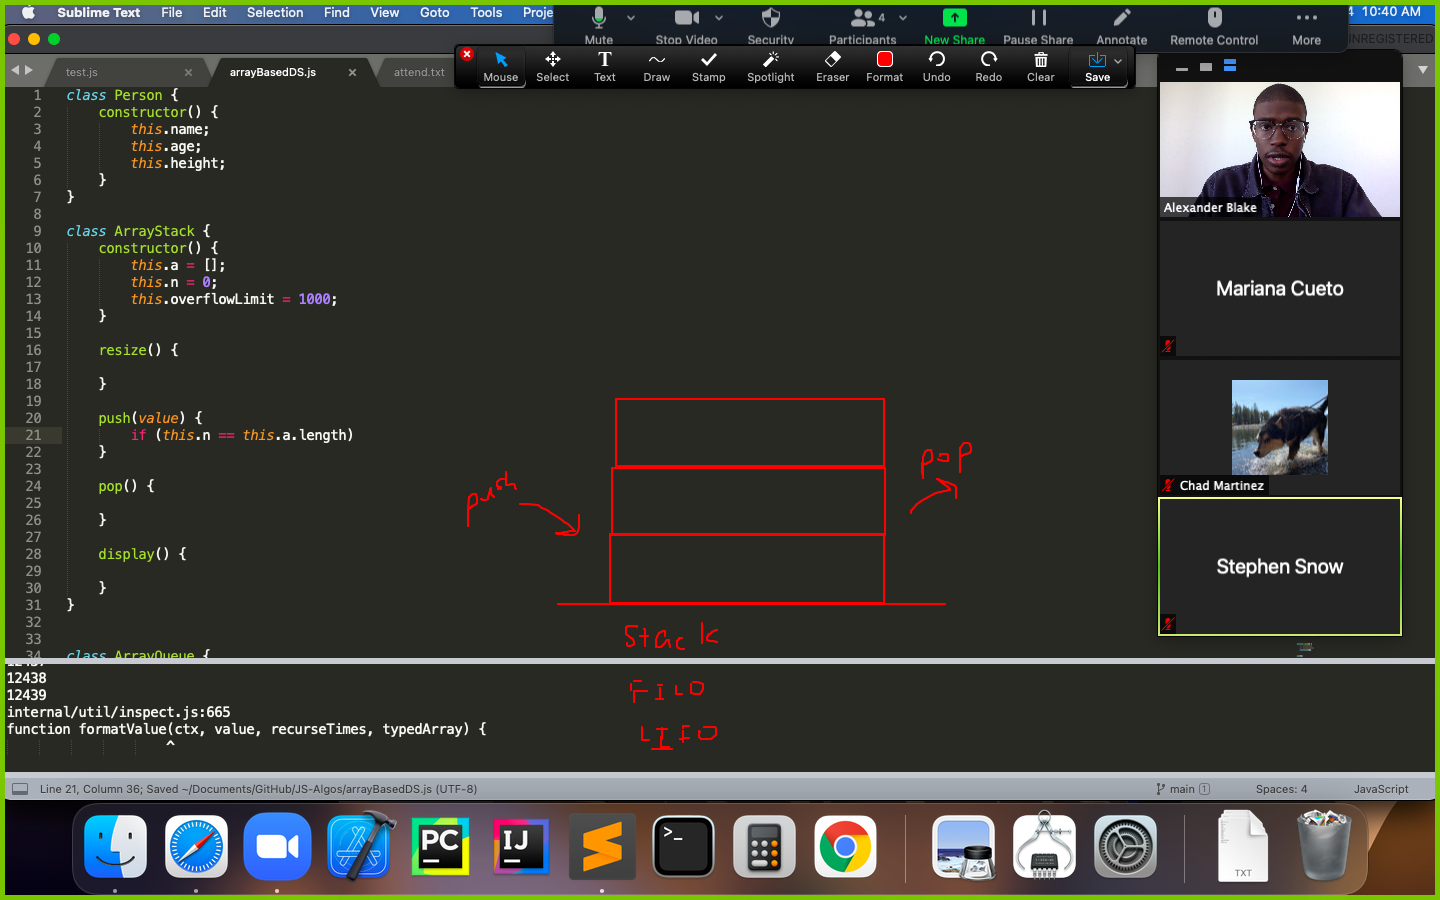 Sublime Text File Edit Selection Find View Goto Tools Proje
4 10:40 AM
Mute Stop Video Security Participants 4 New Share Pause Share Annotate Remote Control More
UNREGISTERED
Mouse Select Text Draw Stamp Spotlight Eraser Format Undo Redo Clear Save
test.js arrayBasedDS.js attend.txt
1 class Person {
2 constructor() {
3 this.name;
4 this.age;
5 this.height;
6 }
7 }
8
9 class ArrayStack {
10 constructor() {
11 this.a = [];
12 this.n = 0;
13 this.overflowLimit = 1000;
14 }
15
16 resize() {
17
18 }
19
20 push(value) {
21 if (this.n == this.a.length)
22 }
23
24 pop() {
25
26 }
27
28 display() {
29
30 }
31 }
32
33
34 class ArrayQueue {
push
pop
Stack
FILO
LIFO
Alexander Blake
Mariana Cueto
Chad Martinez
Stephen Snow
12437
12438
12439
internal/util/inspect.js:665
function formatValue(ctx, value, recurseTimes, typedArray) {
^
Line 21, Column 36; Saved ~/Documents/GitHub/JS-Algos/arrayBasedDS.js (UTF-8)
main 1 Spaces: 4 JavaScript
PC
IJ
>_
TXT